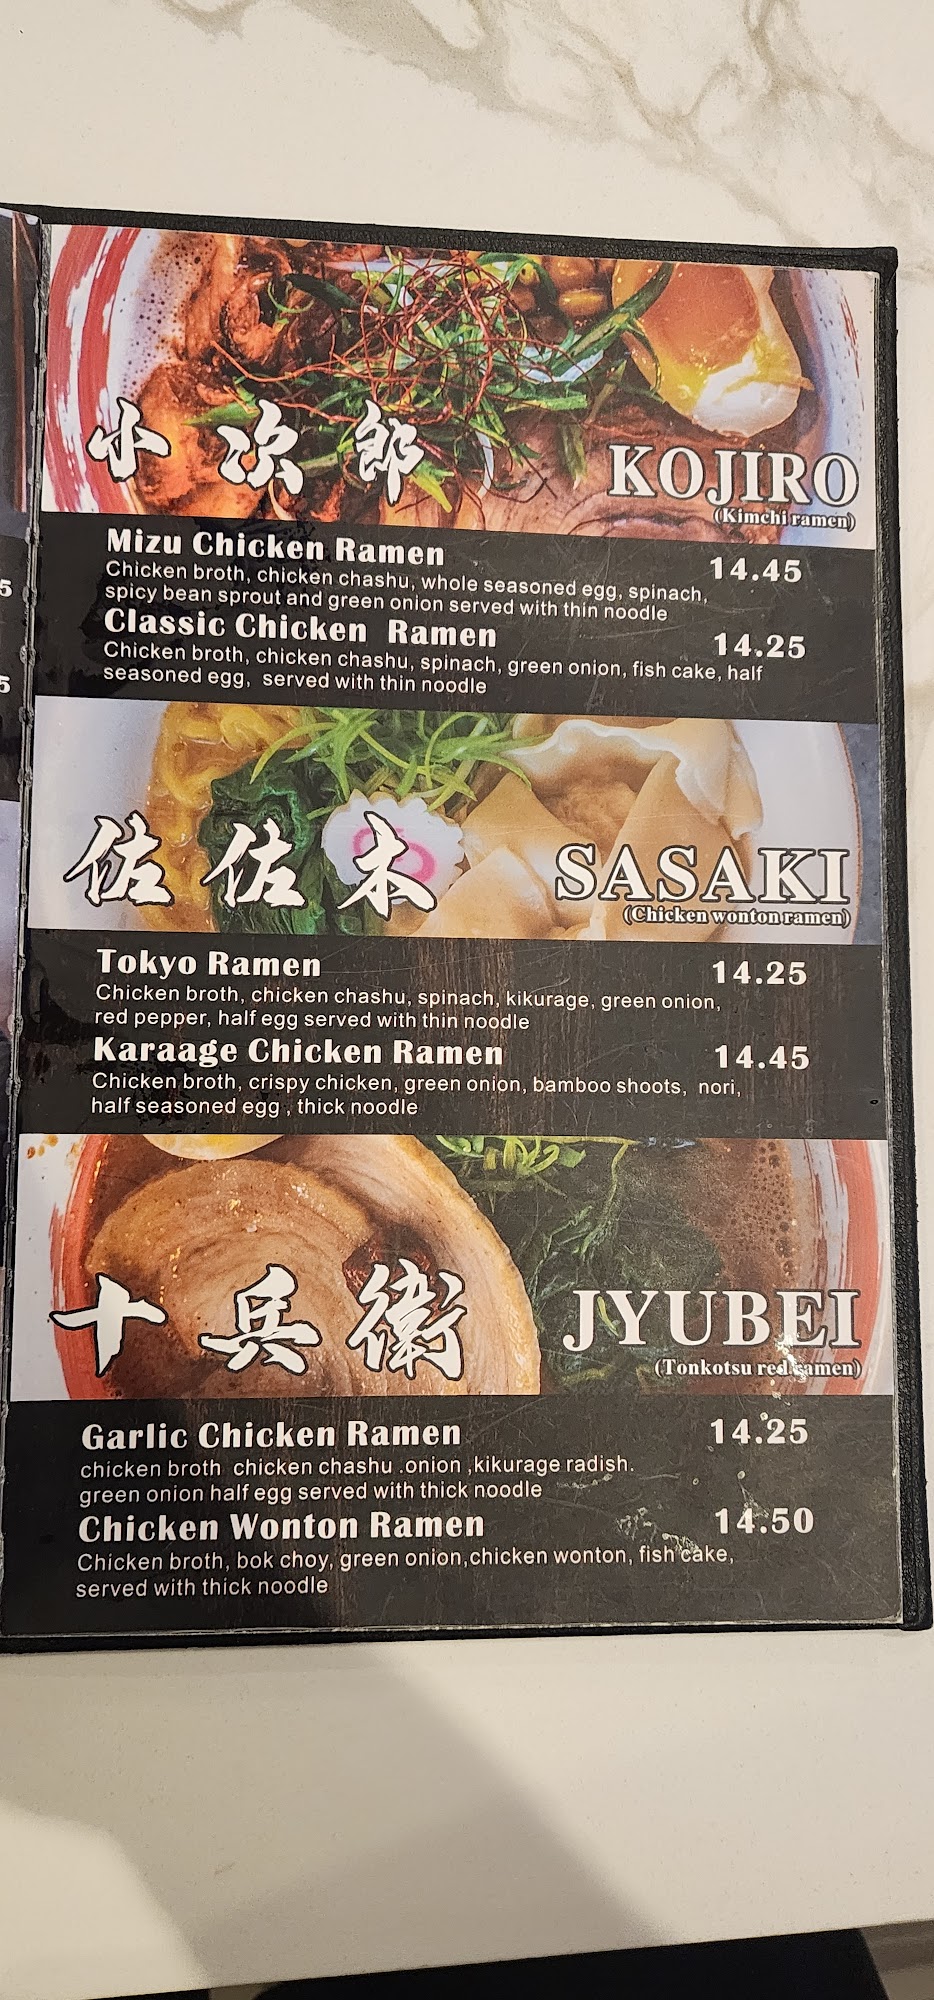 小次郎
KOJIRO
(Kimchi ramen)
Mizu Chicken Ramen 14.45
Chicken broth, chicken chashu, whole seasoned egg, spinach,
spicy bean sprout and green onion served with thin noodle
Classic Chicken Ramen 14.25
Chicken broth, chicken chashu, spinach, green onion, fish cake, half
seasoned egg, served with thin noodle
5
5
佐佐木
SASAKI
(Chicken wonton ramen)
Tokyo Ramen 14.25
Chicken broth, chicken chashu, spinach, kikurage, green onion,
red pepper, half egg served with thin noodle
Karaage Chicken Ramen 14.45
Chicken broth, crispy chicken, green onion, bamboo shoots, nori,
half seasoned egg , thick noodle
十兵衛
JYUBEI
(Tonkotsu red ramen)
Garlic Chicken Ramen 14.25
chicken broth chicken chashu .onion ,kikurage radish.
green onion half egg served with thick noodle
Chicken Wonton Ramen 14.50
Chicken broth, bok choy, green onion,chicken wonton, fish cake,
served with thick noodle